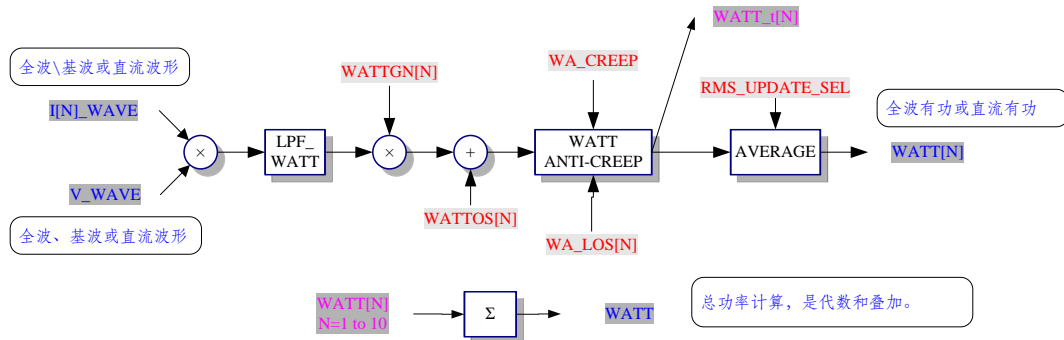 WATT_t[N]
全波\基波或直流波形
WATTGN[N]
WA_CREEP
RMS_UPDATE_SEL
全波有功或直流有功
I[N]_WAVE
×
LPF_
WATT
×
+
WATT
ANTI-CREEP
AVERAGE
WATT[N]
V_WAVE
全波、基波或直流波形
WATTOS[N]
WA_LOS[N]
WATT[N]
N=1 to 10
Σ
WATT
总功率计算，是代数和叠加。